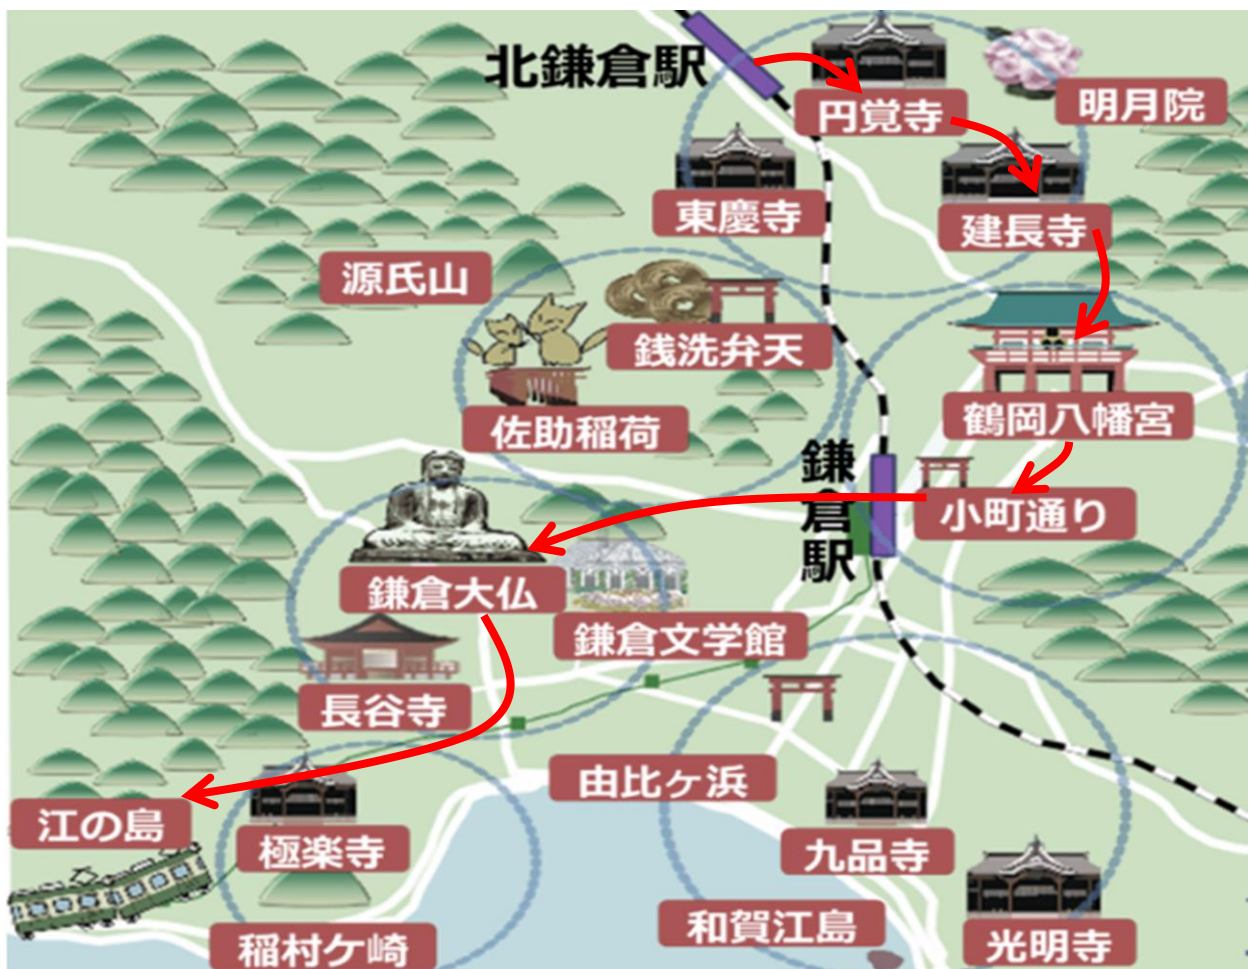 北鎌倉駅
円覚寺
明月院
東慶寺
建長寺
源氏山
銭洗弁天
佐助稲荷
鶴岡八幡宮
鎌倉駅
小町通り
鎌倉大仏
鎌倉文学館
長谷寺
由比ヶ浜
江の島
極楽寺
九品寺
和賀江島
光明寺
稲村ケ崎